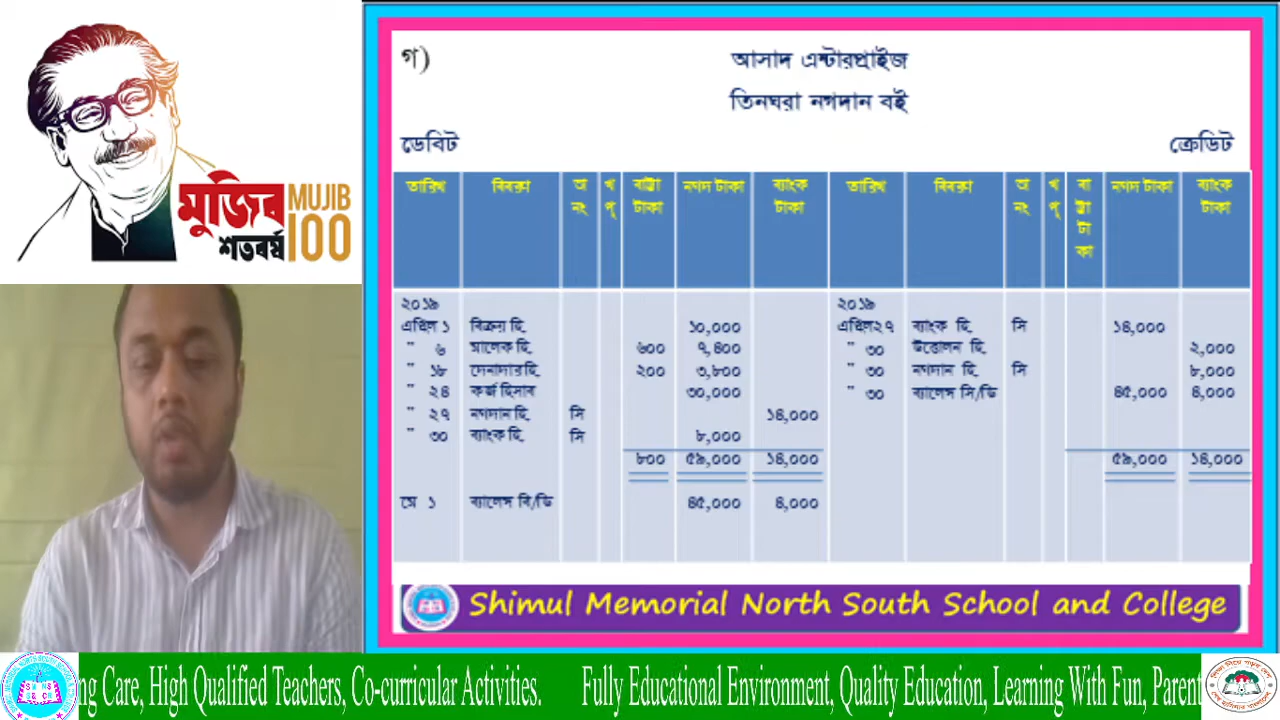 মুজিব
শতবর্ষ
MUJIB
100
গ)
আসাদ এন্টারপ্রাইজ
তিনঘরা নগদান বই
ডেবিট ক্রেডিট
তারিখ বিবরণ অ নং খ পৃ বাট্টা টাকা নগদ টাকা ব্যাংক টাকা তারিখ বিবরণ অ নং খ পৃ বাট্টা টাকা নগদ টাকা ব্যাংক টাকা
২০১৯ ২০১৯
এপ্রিল ১ বিক্রয় হি. ১০,০০০ এপ্রিল২৭ ব্যাংক হি. সি ১৪,০০০
" ৬ মালেক হি. ৬০০ ৭,৪০০ " ৩০ উত্তোলন হি. ২,০০০
" ১৮ দেনাদার হি. ২০০ ৩,৮০০ " ৩০ নগদান হি. সি ৮,০০০
" ২৪ কর্জ হিসাব ৩০,০০০ " ৩০ ব্যালেন্স সি/ডি ৪৫,০০০ ৪,০০০
" ২৭ নগদান হি. সি ১৪,০০০
" ৩০ ব্যাংক হি. সি ৮,০০০
৮০০ ৫৯,০০০ ১৪,০০০ ৫৯,০০০ ১৪,০০০
মে ১ ব্যালেন্স বি/ডি ৪৫,০০০ ৪,০০০
Shimul Memorial North South School and College
ng Care, High Qualified Teachers, Co-curricular Activities. Fully Educational Environment, Quality Education, Learning With Fun, Parent